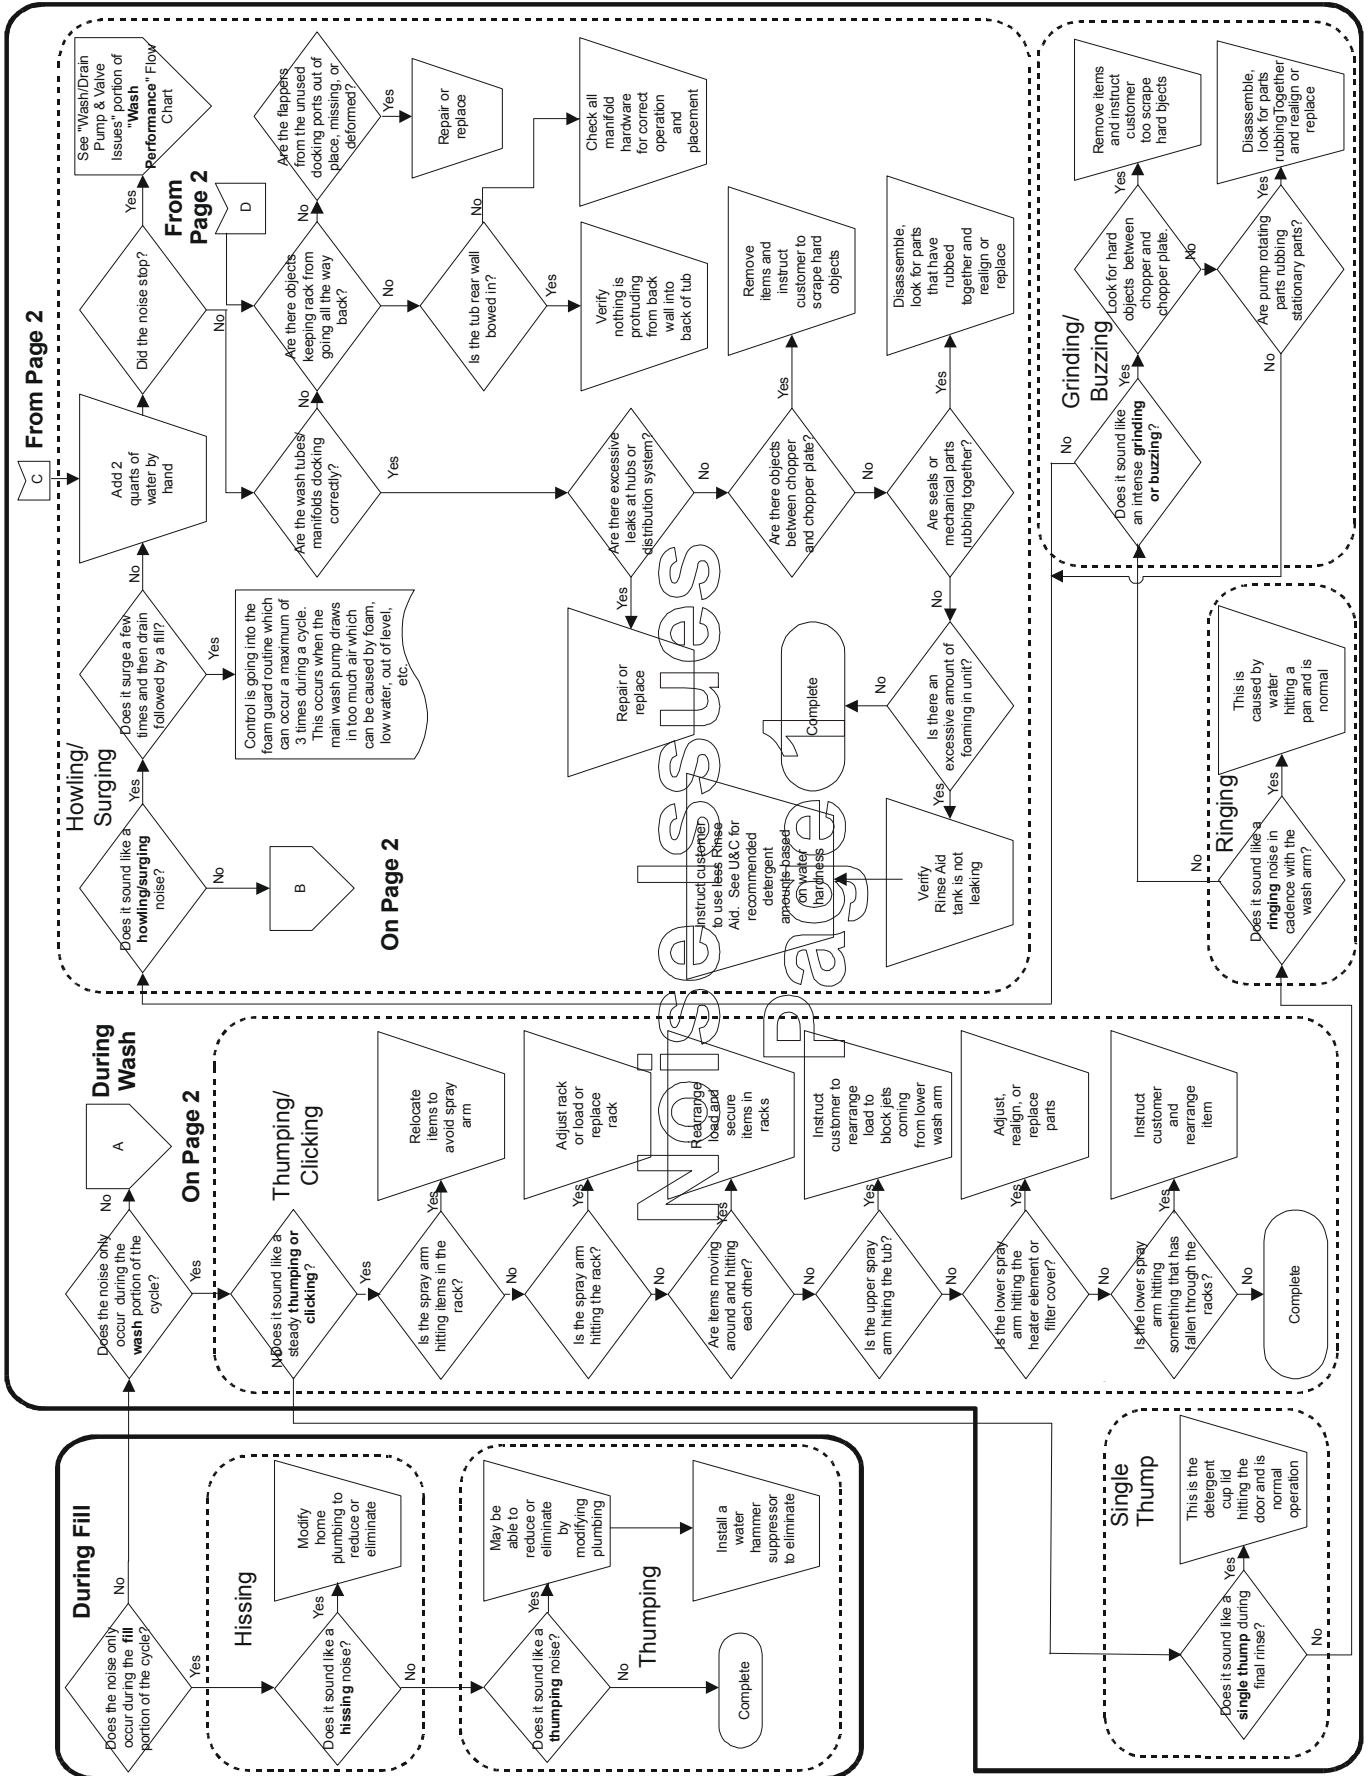 Noise Issues
Page 1
During Fill
Does the noise only
occur during the fill
portion of the cycle?
No
Yes
Hissing
Does it sound like a
hissing noise?
Yes
Modify
home
plumbing to
reduce or
eliminate
No
Does it sound like a
thumping noise?
Yes
May be
able to
reduce or
eliminate
by
modifying
plumbing
Install a
water
hammer
suppressor
to eliminate
Thumping
No
Complete
During
Wash
Does the noise only
occur during the
wash portion of the
cycle?
No
A
On Page 2
Yes
Thumping/
Clicking
Does it sound like a
steady thumping or
clicking?
No
Yes
Is the spray arm
hitting items in the
rack?
Yes
Relocate
items to
avoid spray
arm
No
Is the spray arm
hitting the rack?
Yes
Adjust rack
or load or
replace
rack
No
Are items moving
around and hitting
each other?
Yes
Rearrange
load and
secure
items in
racks
No
Is the upper spray
arm hitting the tub?
Yes
Instruct
customer to
rearrange
load to
block jets
coming
from lower
wash arm
No
Is the lower spray
arm hitting the
heater element or
filter cover?
Yes
Adjust,
realign, or
replace
parts
No
Is the lower spray
arm hitting
something that has
fallen through the
racks?
Yes
Instruct
customer
and
rearrange
item
No
Complete
Single
Thump
Does it sound like a
single thump during
final rinse?
Yes
This is the
detergent
cup lid
hitting the
door and is
normal
operation
No
Ringing
Does it sound like a
ringing noise in
cadence with the
wash arm?
Yes
This is
caused by
water
hitting a
pan and is
normal
No
Grinding/
Buzzing
Does it sound like
an intense grinding
or buzzing?
No
Yes
Look for hard
objects between
chopper and
chopper plate.
Yes
Remove items
and instruct
customer
too scrape
hard bjects
No
Are pump rotating
parts rubbing
stationary parts?
Yes
Disassemble,
look for parts
rubbing together
and realign or
replace
No
Howling/
Surging
Does it sound like a
howling/surging
noise?
No
B
On Page 2
Yes
Does it surge a few
times and then drain
followed by a fill?
Yes
Control is going into the
foam guard routine which
can occur a maximum of
3 times during a cycle.
This occurs when the
main wash pump draws
in too much air which
can be caused by foam,
low water, out of level,
etc.
No
C
From Page 2
Add 2
quarts of
water by
hand
Did the noise stop?
Yes
See "Wash/Drain
Pump & Valve
Issues" portion of
"Wash
Performance" Flow
Chart
No
From
Page 2
D
Are the wash tubes/
manifolds docking
correctly?
No
Are there objects
keeping rack from
going all the way
back?
No
Are the flappers
from the unused
docking ports out of
place, missing, or
deformed?
Yes
Repair or
replace
No
Is the tub rear wall
bowed in?
No
Check all
manifold
hardware
for correct
operation
and
placement
Yes
Verify
nothing is
protruding
from back
wall into
back of tub
Yes
Are there excessive
leaks at hubs or
distribution system?
Yes
Repair or
replace
No
Are there objects
between chopper
and chopper plate?
Yes
Remove
items and
instruct
customer to
scrape hard
objects
No
Are seals or
mechanical parts
rubbing together?
Yes
Disassemble,
look for parts
that have
rubbed
together and
realign or
replace
No
Is there an
excessive amount of
foaming in unit?
No
Complete
Yes
Verify
Rinse Aid
tank is not
leaking
Instruct customer
to use less Rinse
Aid. See U&C for
recommended
detergent
amounts based
on water
hardness